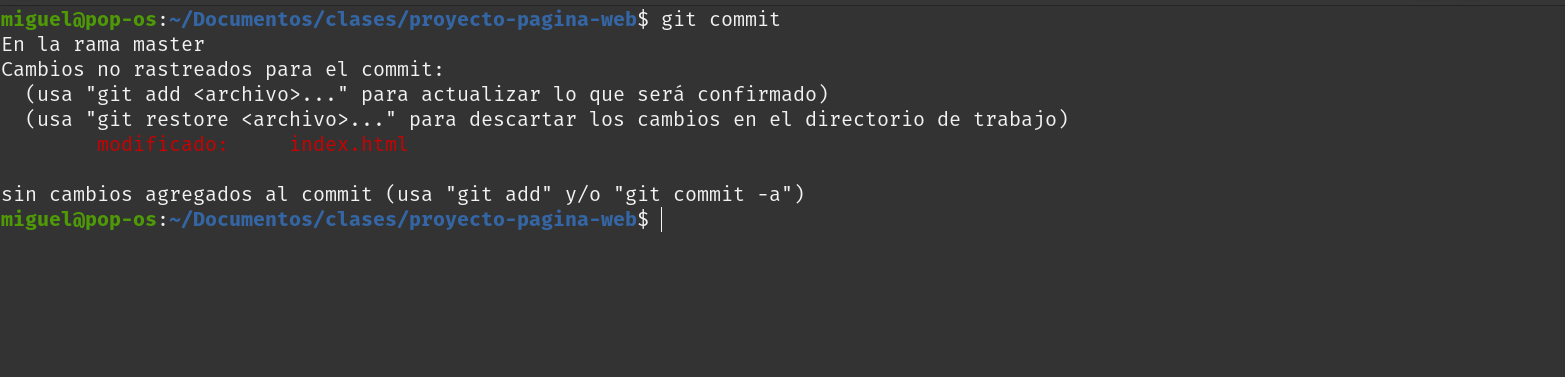 miguel@pop-os:~/Documentos/clases/proyecto-pagina-web$ git commit
En la rama master
Cambios no rastreados para el commit:
  (usa "git add <archivo>..." para actualizar lo que será confirmado)
  (usa "git restore <archivo>..." para descartar los cambios en el directorio de trabajo)
        modificado:     index.html
sin cambios agregados al commit (usa "git add" y/o "git commit -a")
miguel@pop-os:~/Documentos/clases/proyecto-pagina-web$